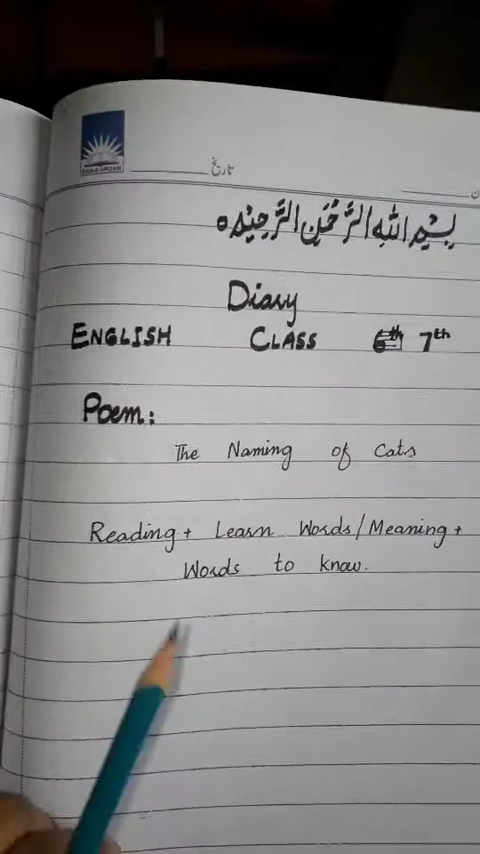 تاریخ
بِسْمِ اللهِ الرَّحْمٰنِ الرَّحِيْمِ
Diary
ENGLISH CLASS 7th
Poem:
The Naming of Cats
Reading + Learn Words/Meaning +
Words to know.